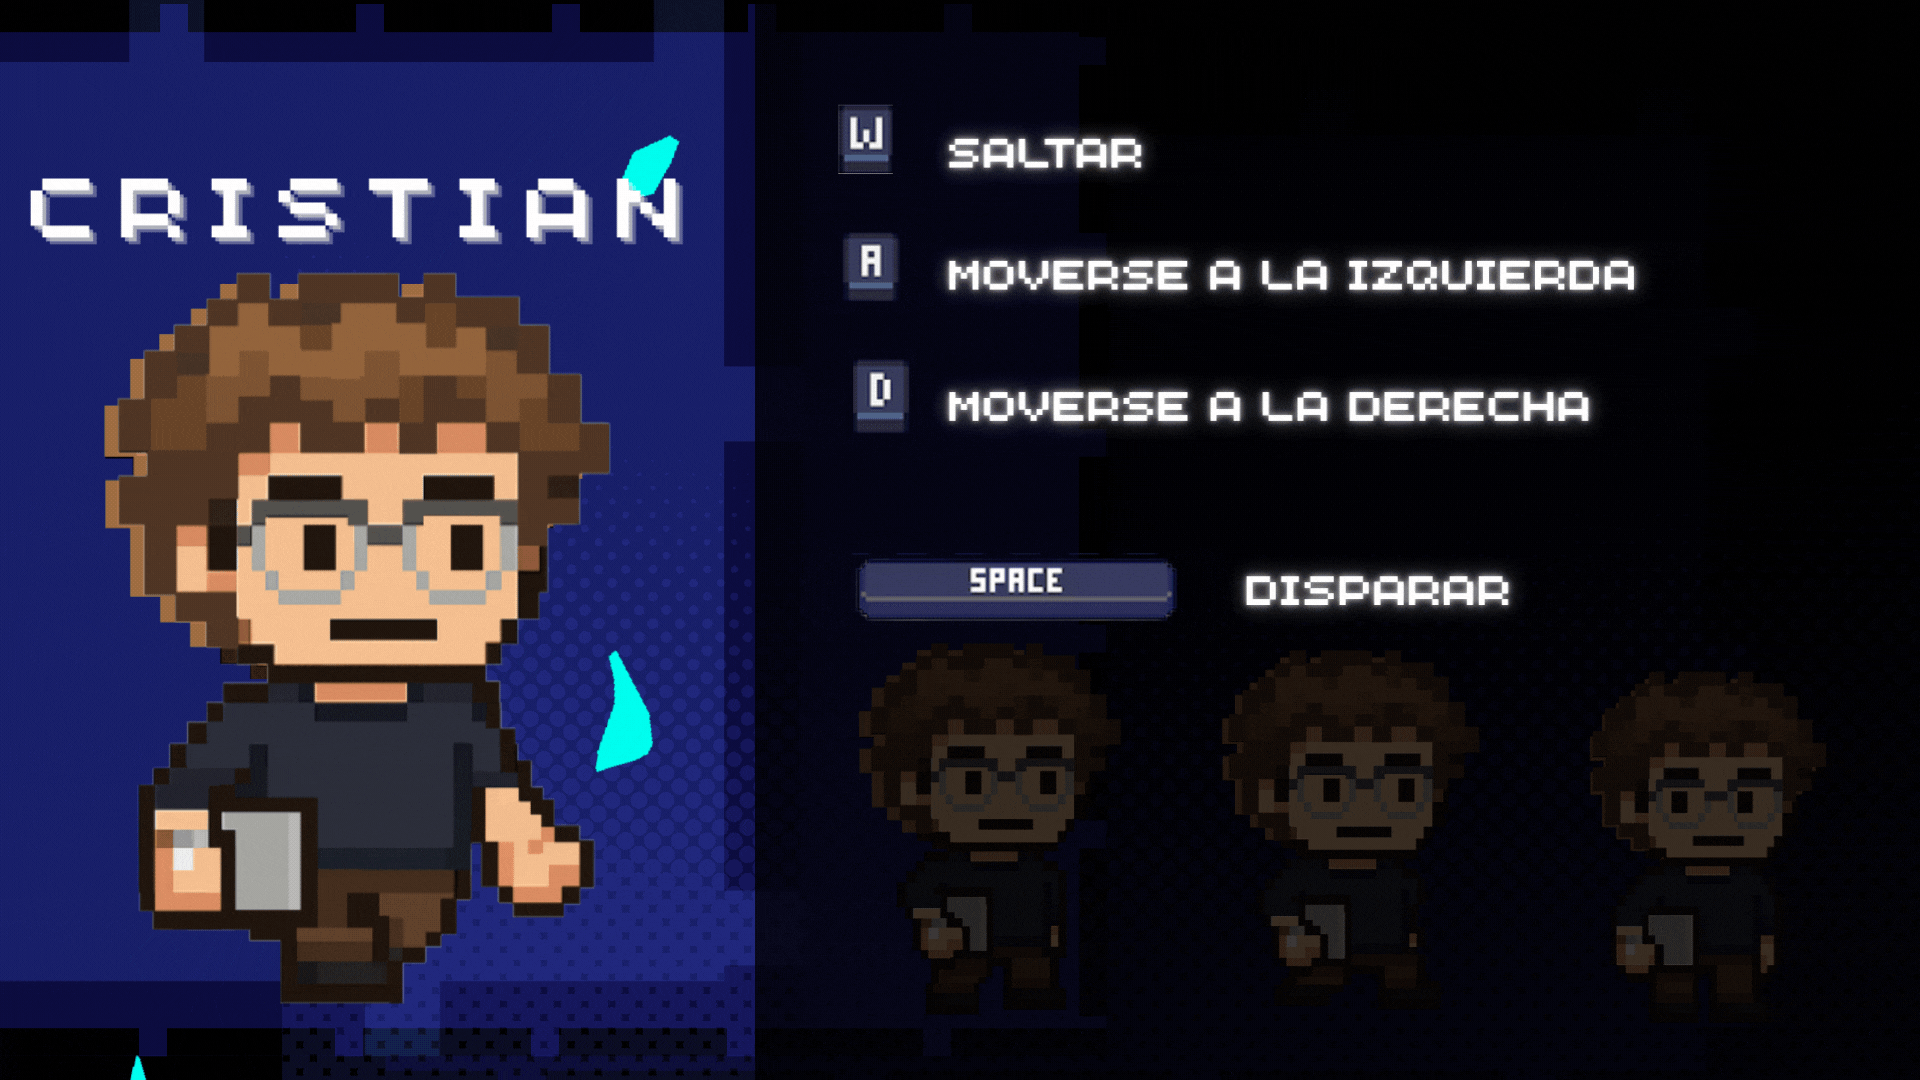 CRISTIAN
W SALTAR
A MOVERSE A LA IZQUIERDA
D MOVERSE A LA DERECHA
SPACE DISPARAR